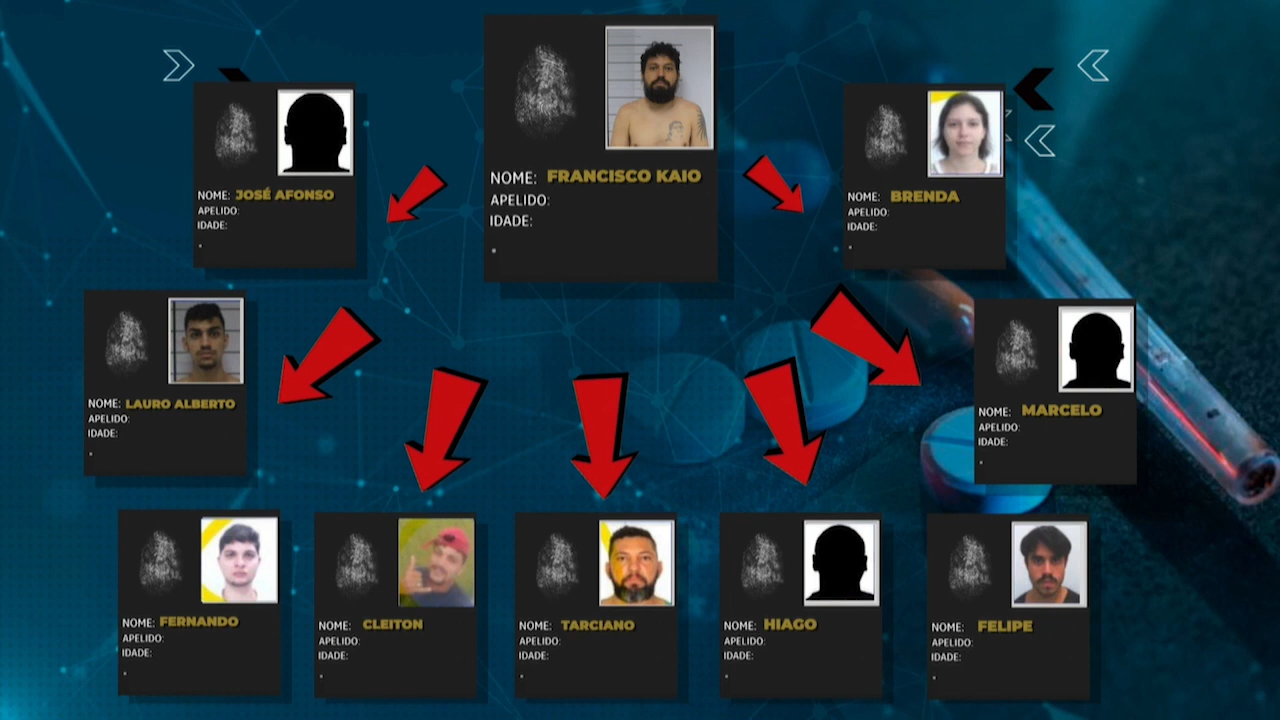 NOME: FRANCISCO KAIO
APELIDO:
IDADE:
NOME: JOSÉ AFONSO
APELIDO:
IDADE:
NOME: BRENDA
APELIDO:
IDADE:
NOME: LAURO ALBERTO
APELIDO:
IDADE:
NOME: MARCELO
APELIDO:
IDADE:
NOME: FERNANDO
APELIDO:
IDADE:
NOME: CLEITON
APELIDO:
IDADE:
NOME: TARCIANO
APELIDO:
IDADE:
NOME: HIAGO
APELIDO:
IDADE:
NOME: FELIPE
APELIDO:
IDADE: